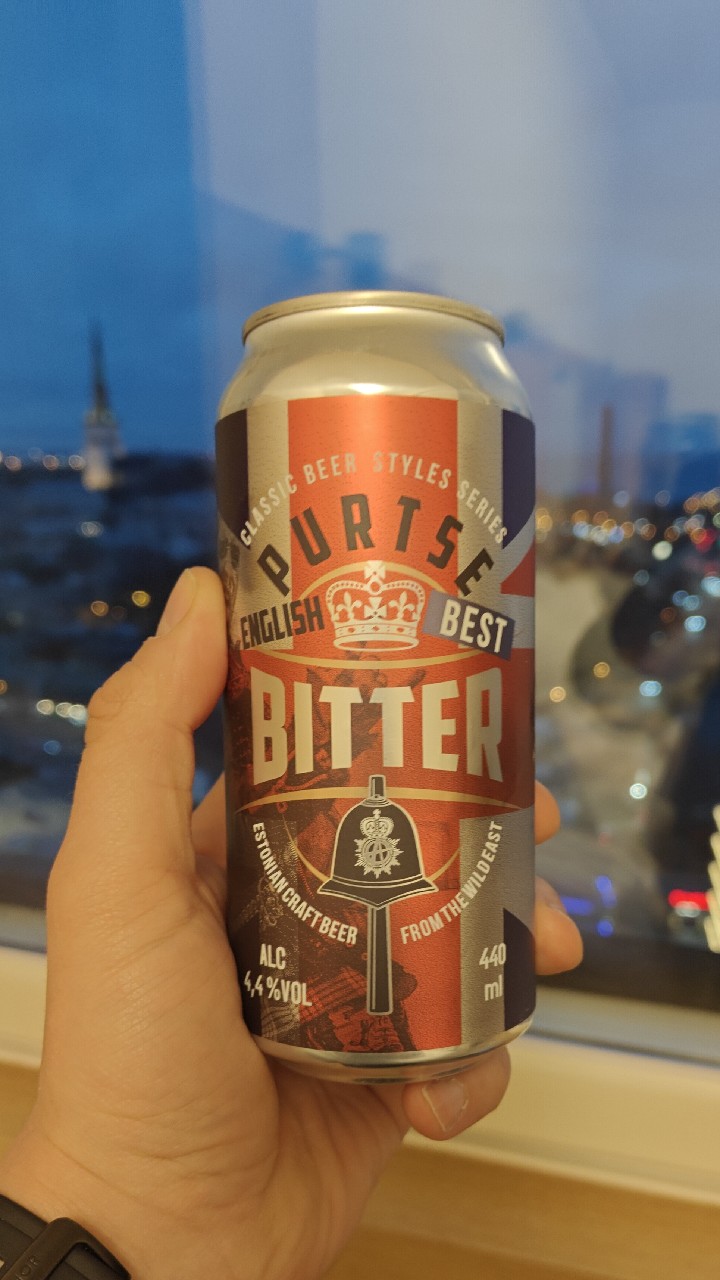 CLASSIC BEER STYLES SERIES
PURTSE
ENGLISH BEST
BITTER
ESTONIAN CRAFT BEER
FROM THE WILD EAST
ALC
4,4 %VOL
440
ml